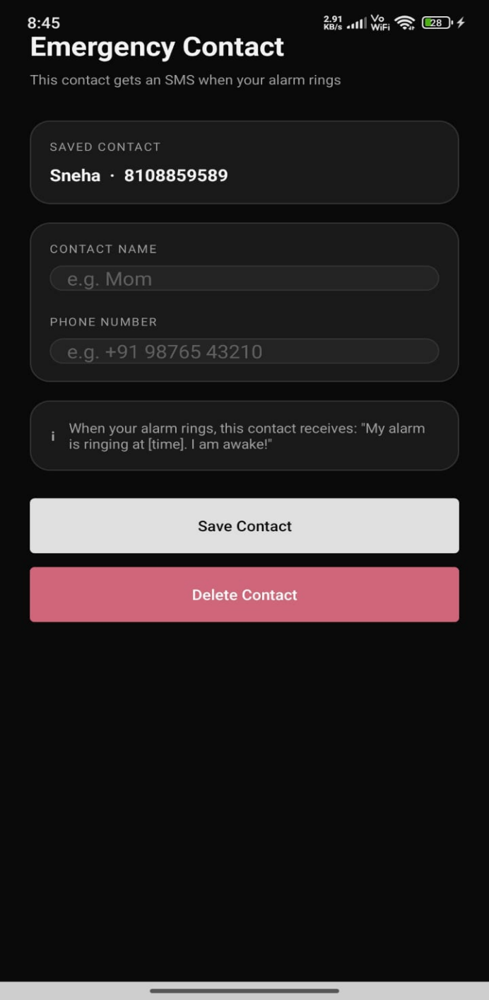 8:45
2.91 KB/s Vo WiFi 28
Emergency Contact
This contact gets an SMS when your alarm rings
SAVED CONTACT
Sneha · 8108859589
CONTACT NAME
e.g. Mom
PHONE NUMBER
e.g. +91 98765 43210
i
When your alarm rings, this contact receives: "My alarm
is ringing at [time]. I am awake!"
Save Contact
Delete Contact